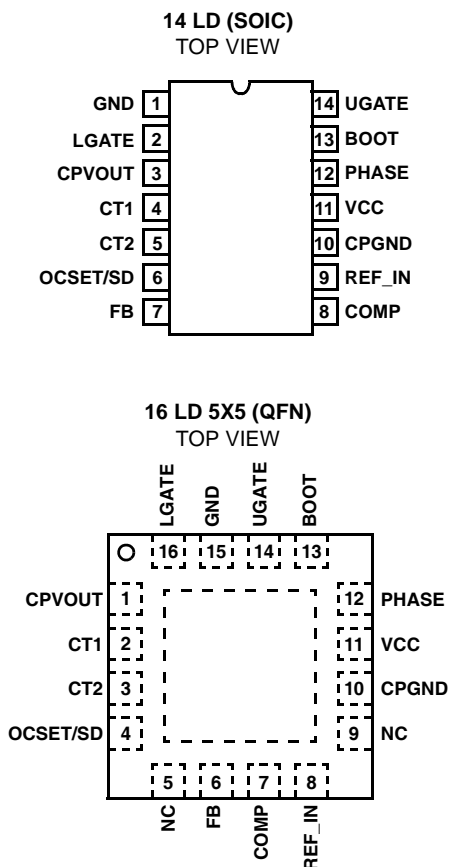 14 LD (SOIC)
TOP VIEW
GND 1 14 UGATE
LGATE 2 13 BOOT
CPVOUT 3 12 PHASE
CT1 4 11 VCC
CT2 5 10 CPGND
OCSET/SD 6 9 REF_IN
FB 7 8 COMP
16 LD 5X5 (QFN)
TOP VIEW
LGATE GND UGATE BOOT
16 15 14 13
CPVOUT 1 12 PHASE
CT1 2 11 VCC
CT2 3 10 CPGND
OCSET/SD 4 9 NC
5 6 7 8
NC FB COMP REF_IN